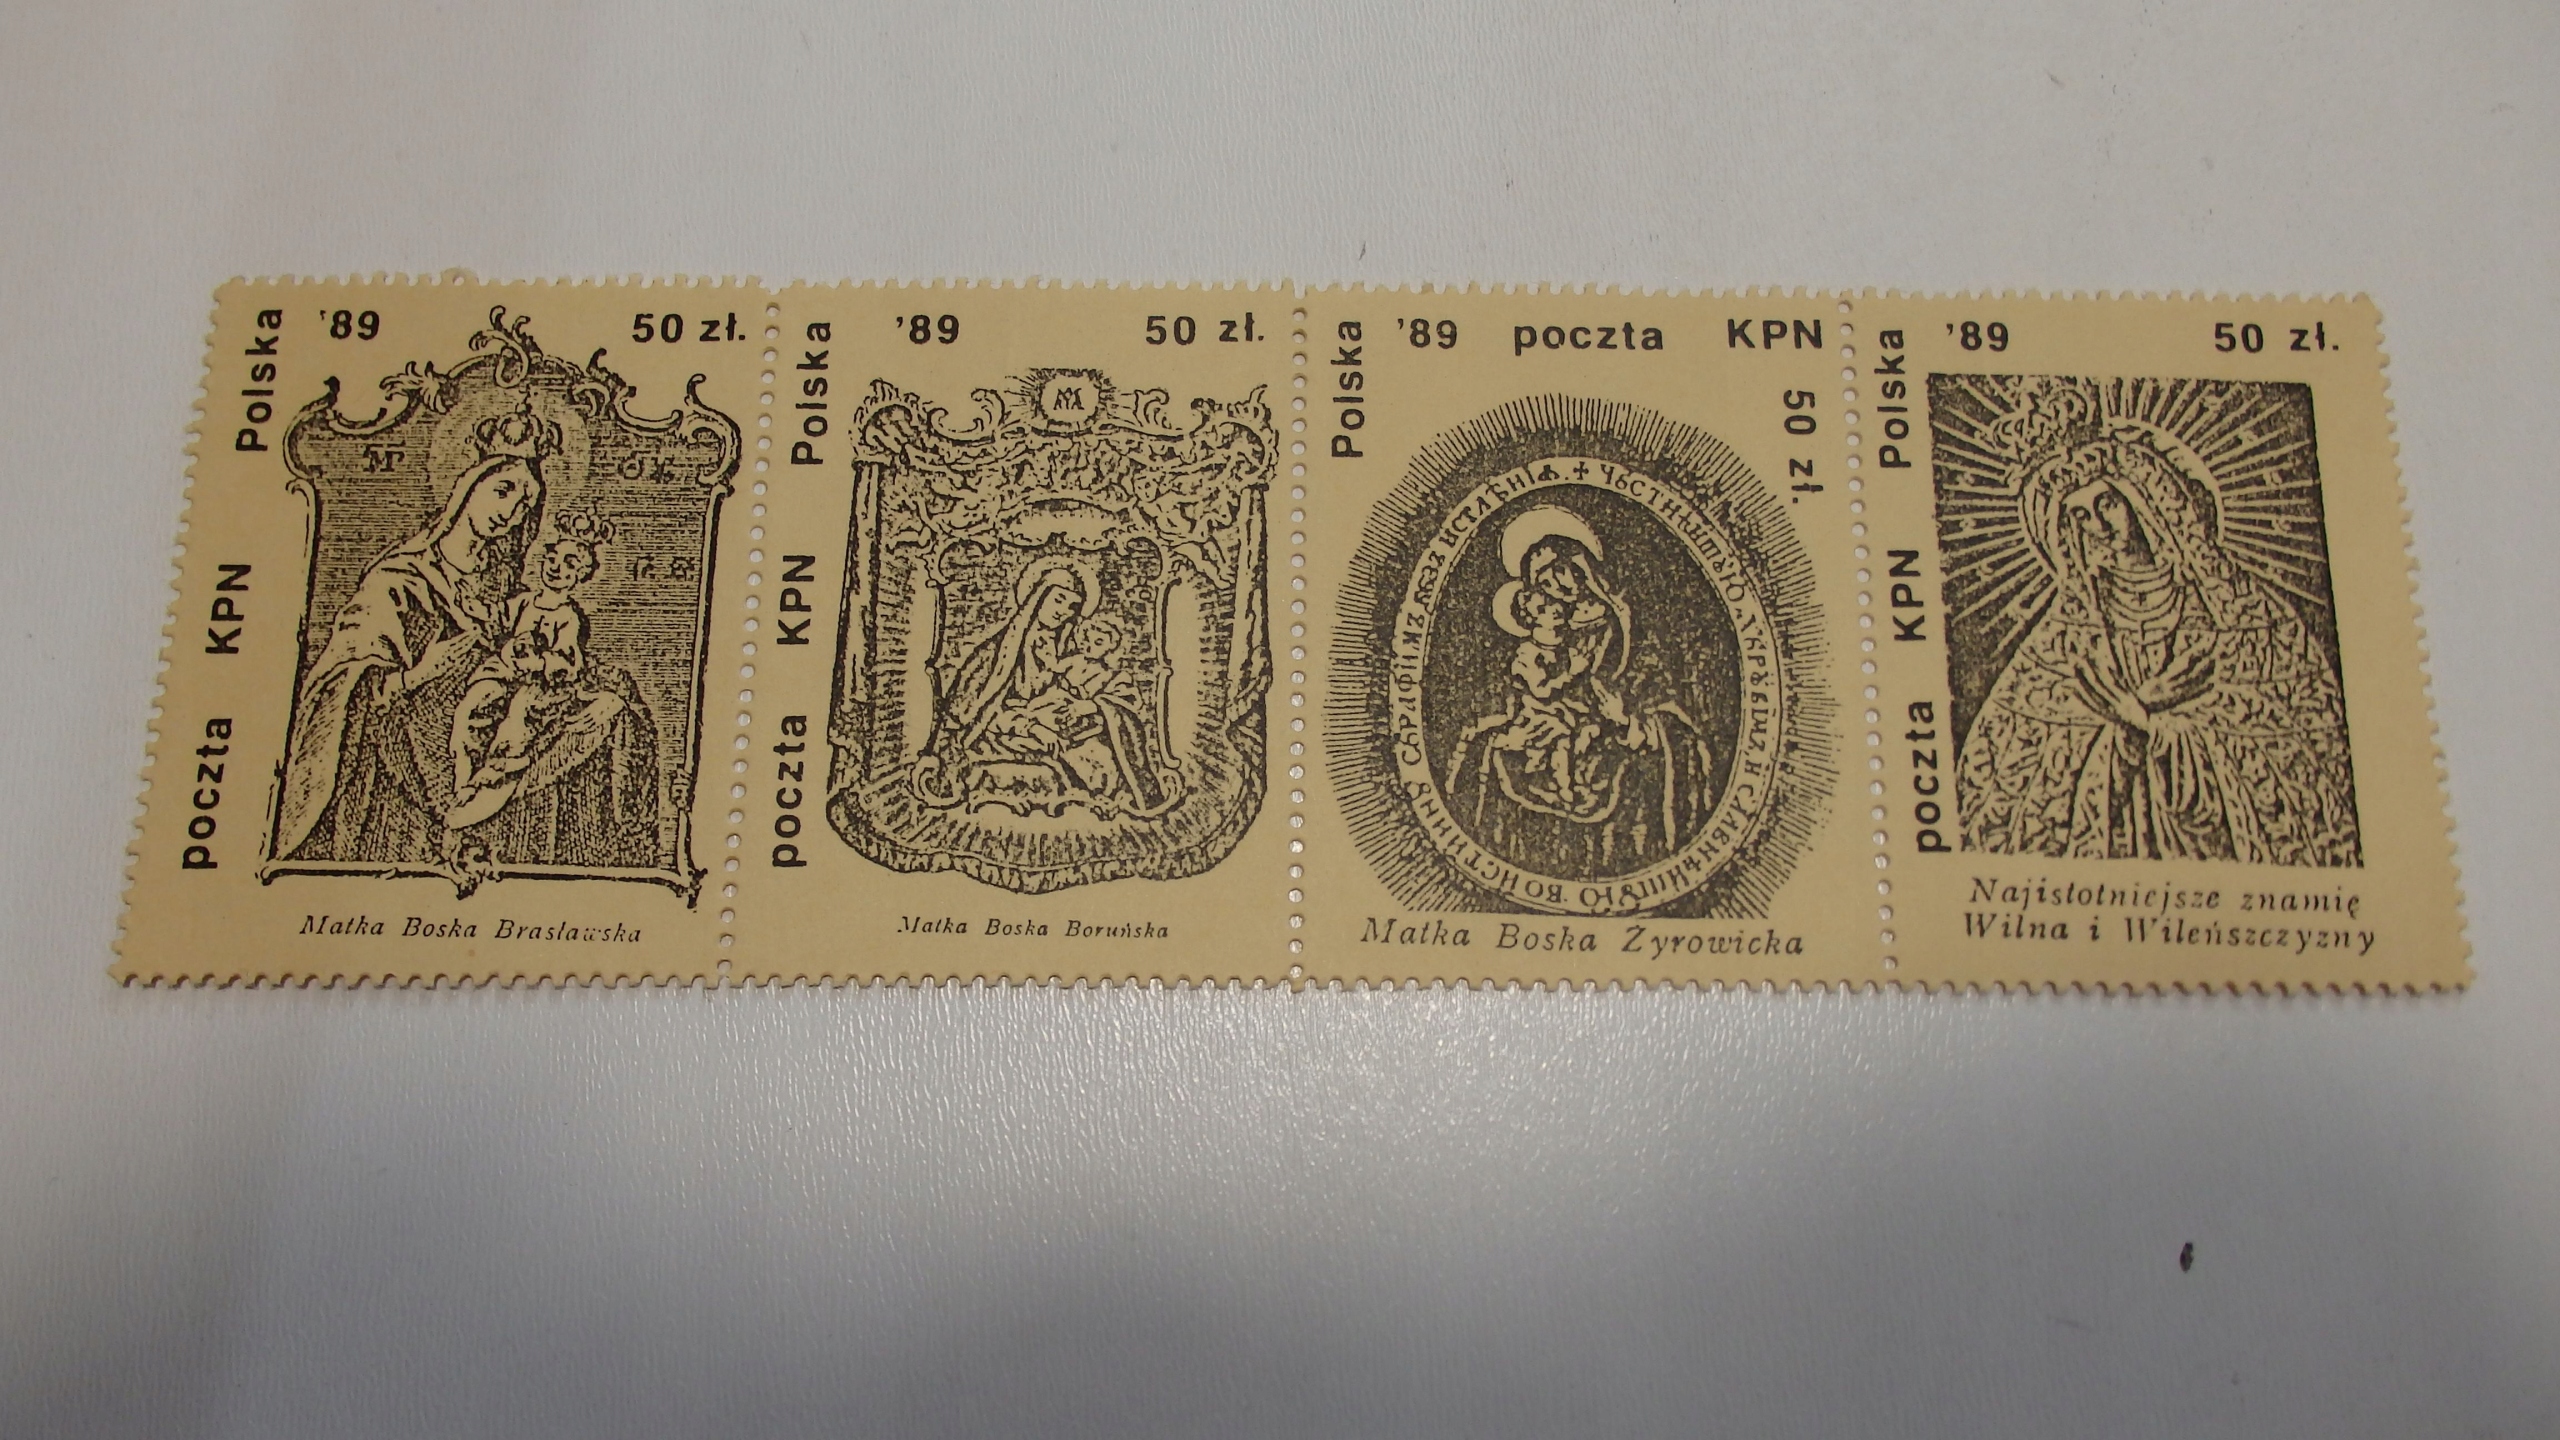 Polska
'89
50 zł.
poczta KPN
Matka Boska Brasławska
Polska
'89
50 zł.
poczta KPN
Matka Boska Boruńska
Polska
'89 poczta KPN
50 zł.
Matka Boska Żyrowicka
Polska
'89
50 zł.
poczta KPN
Najistotniejsze znamię
Wilna i Wileńszczyzny